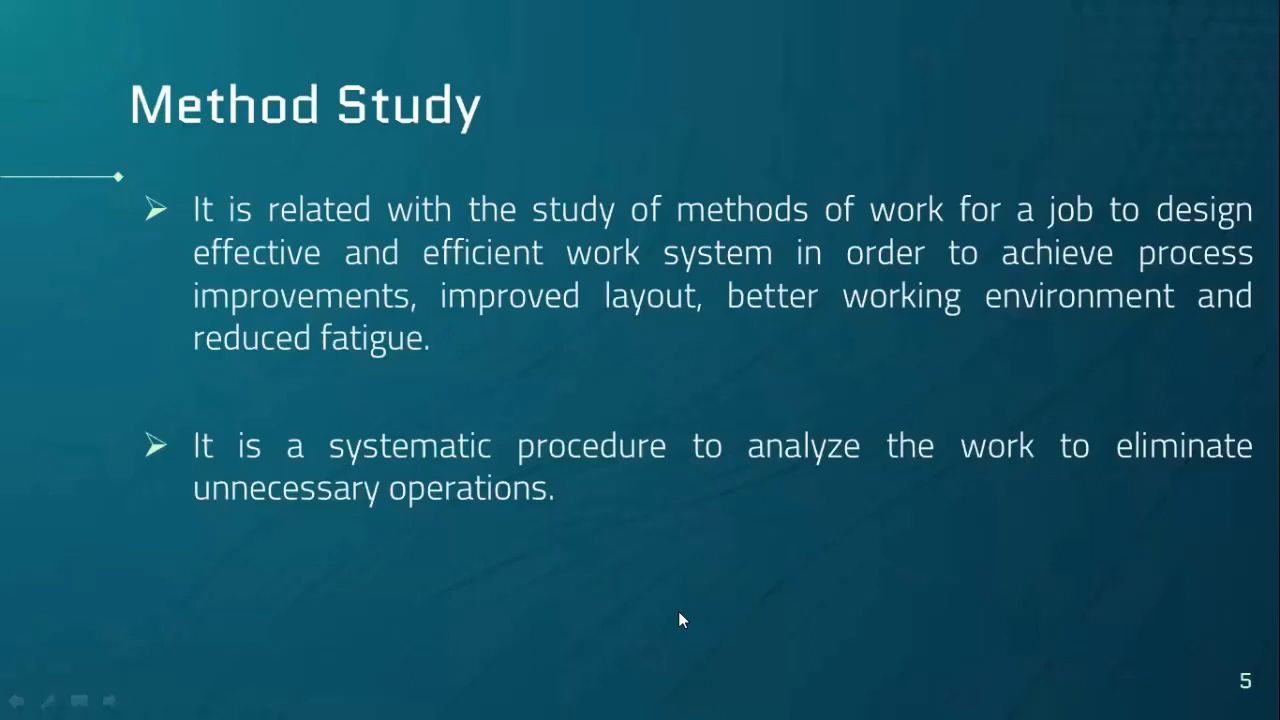 Method Study
It is related with the study of methods of work for a job to design
effective and efficient work system in order to achieve process
improvements, improved layout, better working environment and
reduced fatigue.
It is a systematic procedure to analyze the work to eliminate
unnecessary operations.
5